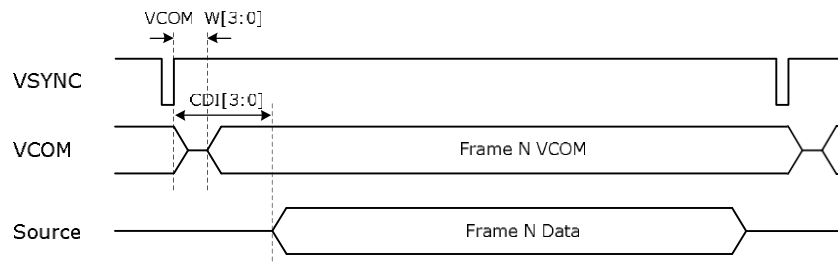 VCOM W[3:0]
VSYNC
CDI[3:0]
VCOM
Frame N VCOM
Source
Frame N Data